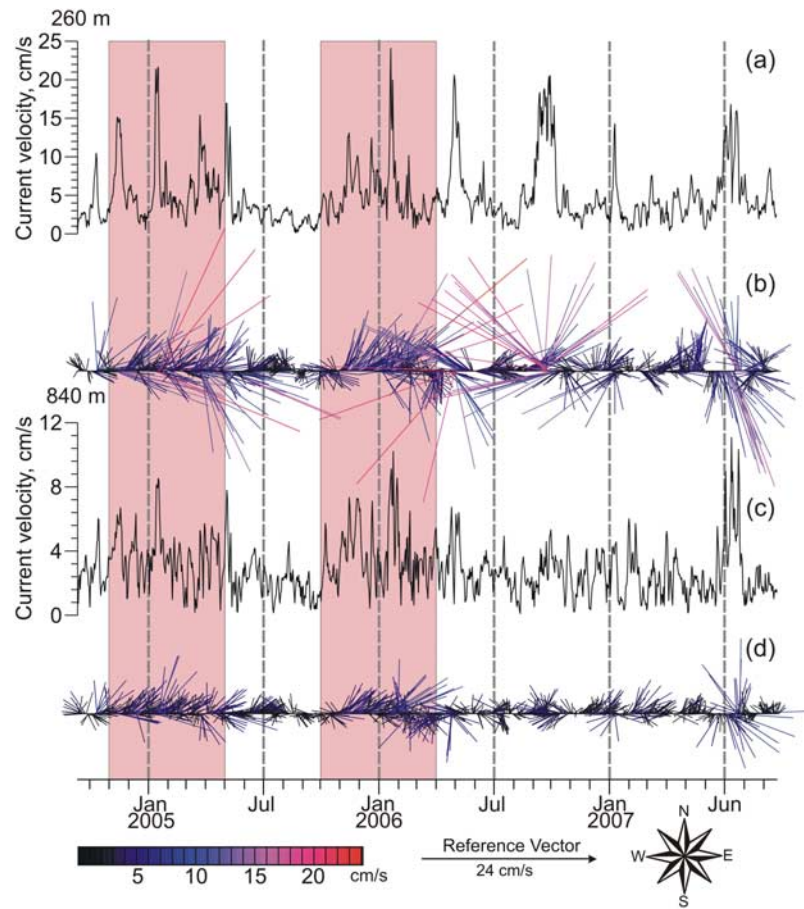 260 m
25
20
15
10
5
0
Current velocity, cm/s
(a)
(b)
840 m
12
8
4
0
Current velocity, cm/s
(c)
(d)
Jan Jul Jan Jul Jan Jun
2005 2006 2007
5 10 15 20 cm/s
Reference Vector
24 cm/s
N
W E
S